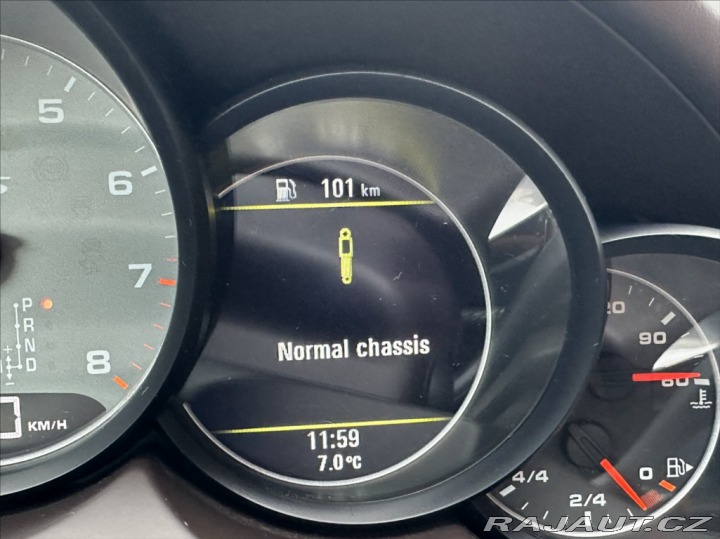 5
6
7
8
P
R
N
D
+
-
KM/H
101 km
Normal chassis
11:59
7.0°C
20
90
60
4/4
2/4
0
RAJAUT.CZ